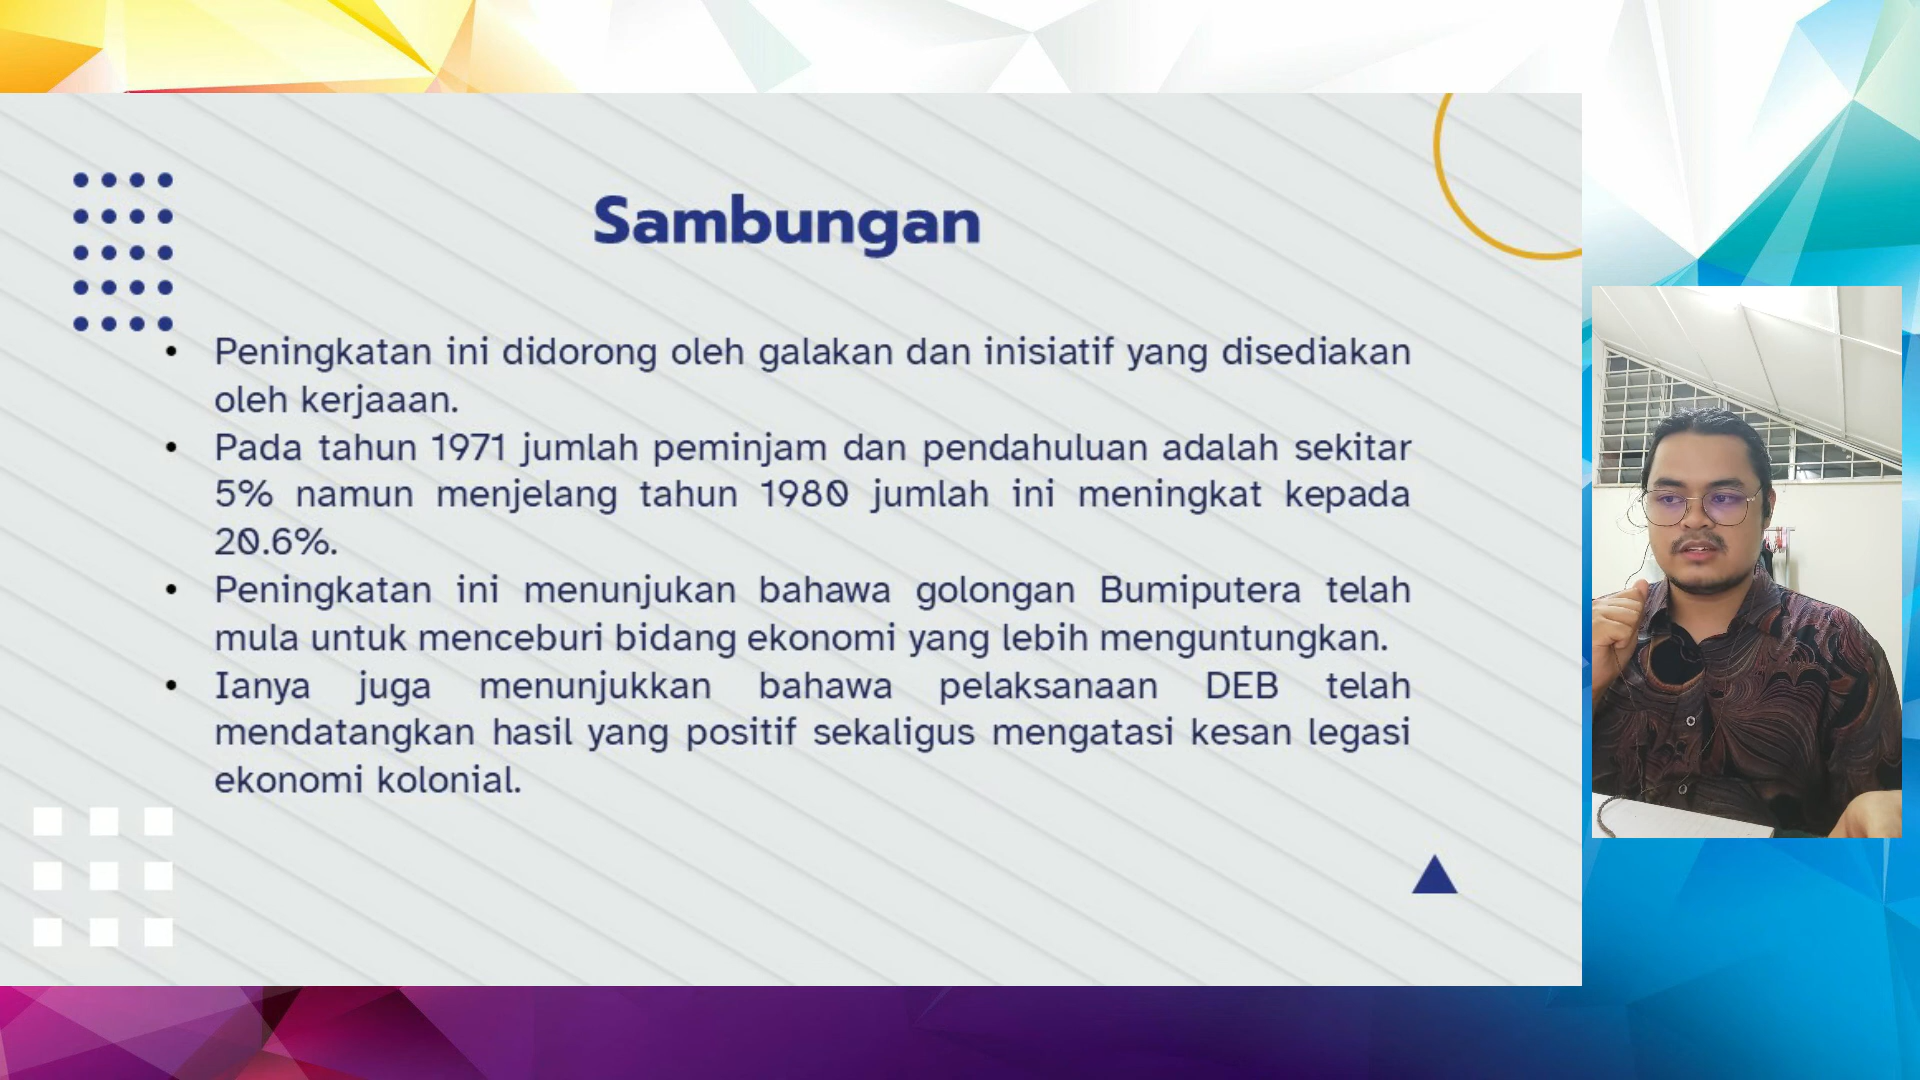 Sambungan
• Peningkatan ini didorong oleh galakan dan inisiatif yang disediakan
oleh kerjaaan.
• Pada tahun 1971 jumlah peminjam dan pendahuluan adalah sekitar
5% namun menjelang tahun 1980 jumlah ini meningkat kepada
20.6%.
• Peningkatan ini menunjukan bahawa golongan Bumiputera telah
mula untuk menceburi bidang ekonomi yang lebih menguntungkan.
• Ianya juga menunjukkan bahawa pelaksanaan DEB telah
mendatangkan hasil yang positif sekaligus mengatasi kesan legasi
ekonomi kolonial.